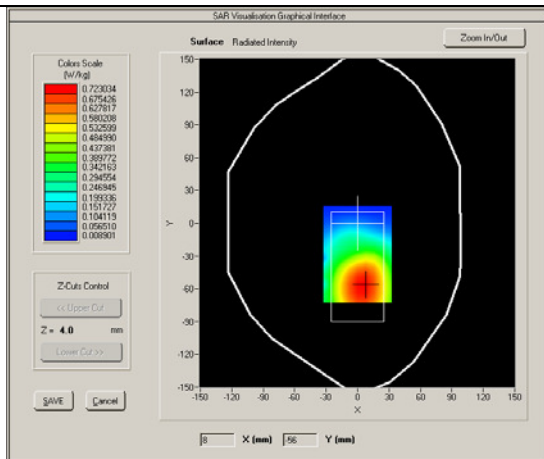 SAR Visualisation Graphical Interface
Surface Radiated Intensity
Zoom In/Out
Colors Scale
(W/kg)
0.723034
0.675426
0.627817
0.580208
0.532599
0.484990
0.437381
0.389772
0.342163
0.294554
0.246945
0.199336
0.151727
0.104119
0.056510
0.008901
Z-Cuts Control
<< Upper Cut
Z = 4.0 mm
Lower Cut >>
SAVE Cancel
Y
150
120
90
60
30
0
-30
-60
-90
-120
-150
-150 -120 -90 -60 -30 0 30 60 90 120 150
X
8 X (mm) -56 Y (mm)